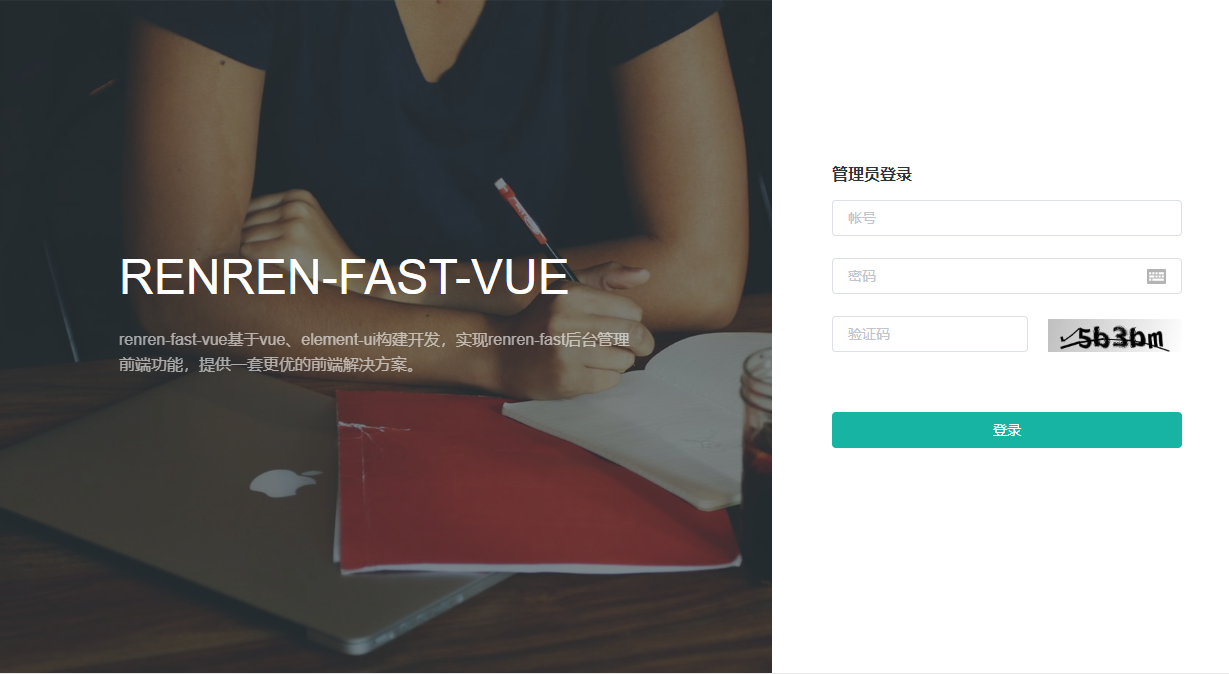 RENREN-FAST-VUE
renren-fast-vue基于vue、element-ui构建开发，实现renren-fast后台管理
前端功能，提供一套更优的前端解决方案。
管理员登录
帐号
密码
验证码
5b3bm
登录